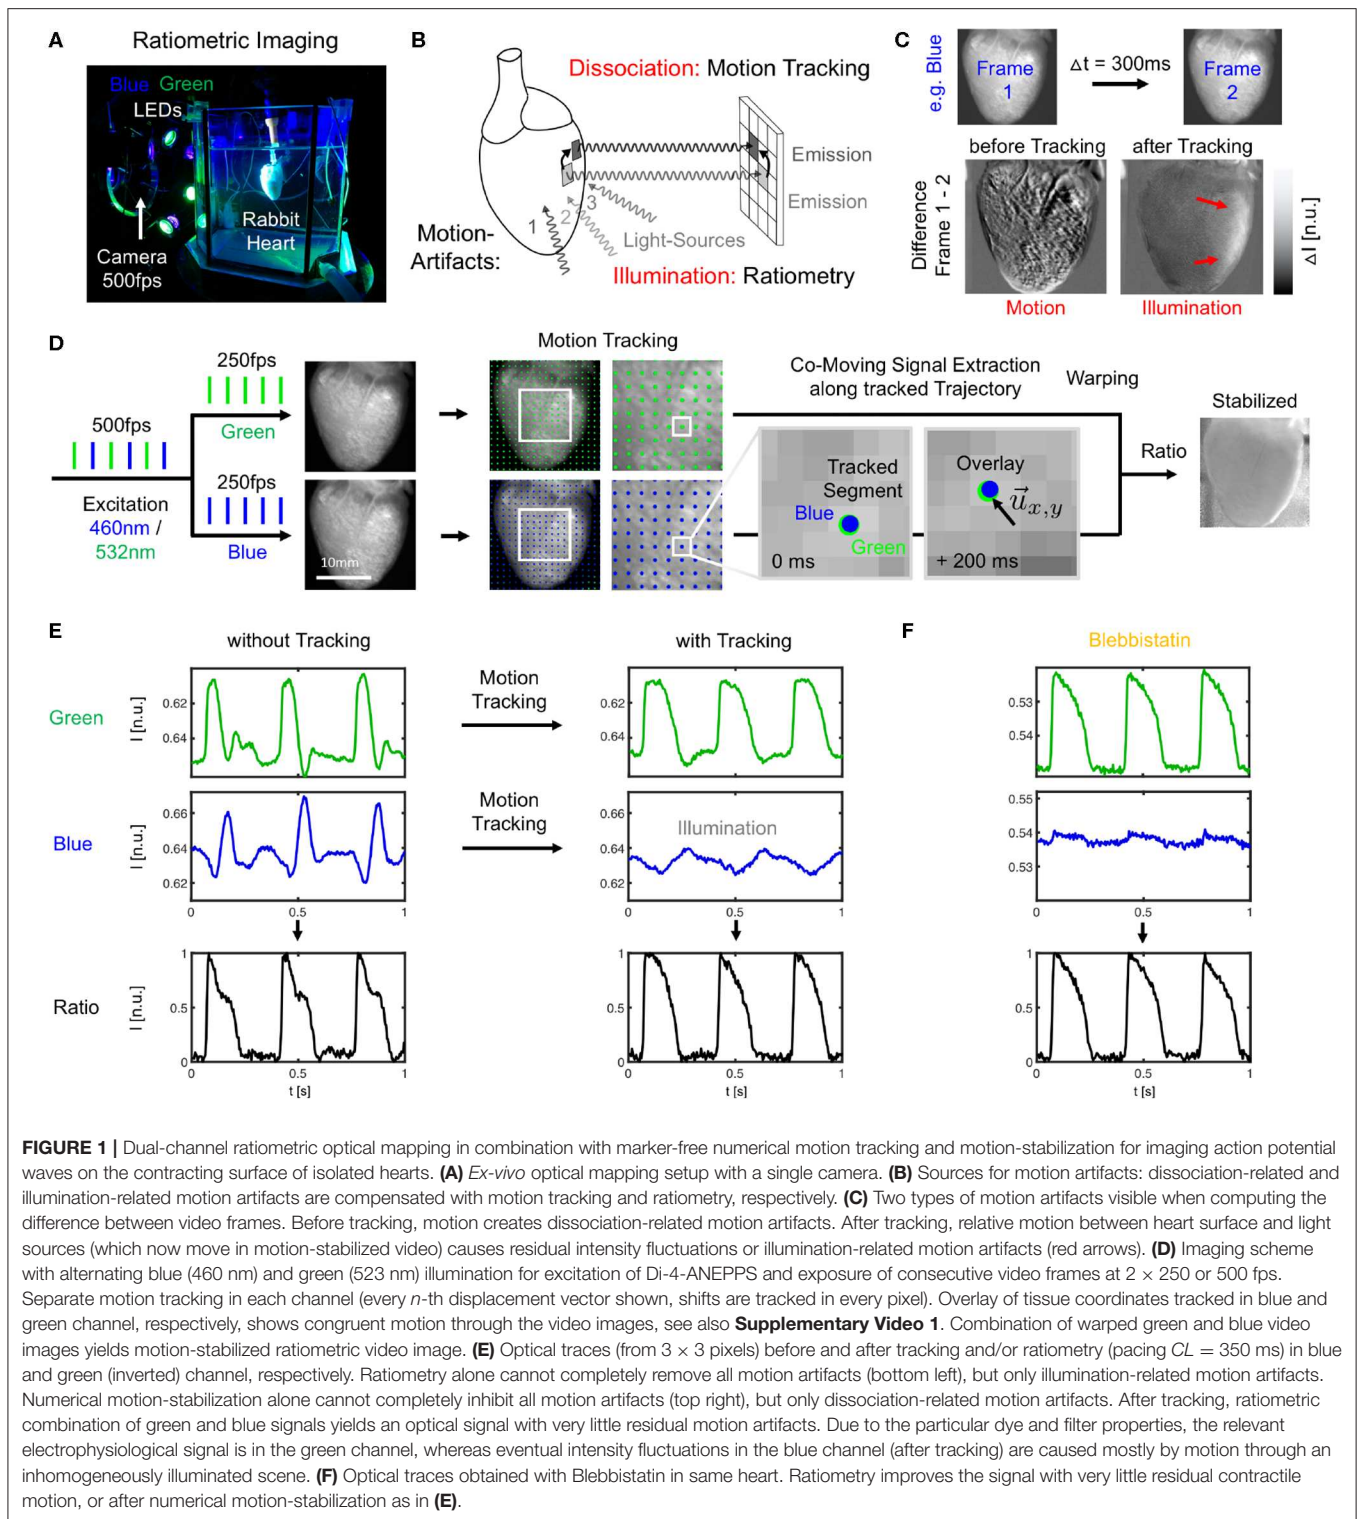 A
Ratiometric Imaging
Blue Green
LEDs
Camera
500fps
Rabbit
Heart
B
Dissociation: Motion Tracking
Emission
Emission
1
2
3
Light-Sources
Motion-
Artifacts:
Illumination: Ratiometry
C
e.g. Blue
Frame
1
Δt = 300ms
Frame
2
before Tracking
after Tracking
Difference
Frame 1 - 2
Motion
Illumination
ΔI [n.u.]
D
500fps
Excitation
460nm /
532nm
250fps
Green
250fps
Blue
10mm
Motion Tracking
Co-Moving Signal Extraction
along tracked Trajectory
Warping
Tracked
Segment
Blue
Green
0 ms
Overlay
u⃗x,y
+ 200 ms
Ratio
Stabilized
E
without Tracking
with Tracking
Green
I [n.u.]
0.62
0.64
Motion
Tracking
0.62
0.64
Blue
I [n.u.]
0.66
0.64
0.62
0
0.5
1
Motion
Tracking
Illumination
0.66
0.64
0.62
0
0.5
1
Ratio
I [n.u.]
1
0.5
0
0
0.5
1
t [s]
1
0.5
0
0
0.5
1
t [s]
F
Blebbistatin
0.53
0.54
0.55
0.54
0.53
0
0.5
1
1
0.5
0
0
0.5
1
t [s]
FIGURE 1 | Dual-channel ratiometric optical mapping in combination with marker-free numerical motion tracking and motion-stabilization for imaging action potential
waves on the contracting surface of isolated hearts. (A) Ex-vivo optical mapping setup with a single camera. (B) Sources for motion artifacts: dissociation-related and
illumination-related motion artifacts are compensated with motion tracking and ratiometry, respectively. (C) Two types of motion artifacts visible when computing the
difference between video frames. Before tracking, motion creates dissociation-related motion artifacts. After tracking, relative motion between heart surface and light
sources (which now move in motion-stabilized video) causes residual intensity fluctuations or illumination-related motion artifacts (red arrows). (D) Imaging scheme
with alternating blue (460 nm) and green (523 nm) illumination for excitation of Di-4-ANEPPS and exposure of consecutive video frames at 2 × 250 or 500 fps.
Separate motion tracking in each channel (every n-th displacement vector shown, shifts are tracked in every pixel). Overlay of tissue coordinates tracked in blue and
green channel, respectively, shows congruent motion through the video images, see also Supplementary Video 1. Combination of warped green and blue video
images yields motion-stabilized ratiometric video image. (E) Optical traces (from 3 × 3 pixels) before and after tracking and/or ratiometry (pacing CL = 350 ms) in blue
and green (inverted) channel, respectively. Ratiometry alone cannot completely remove all motion artifacts (bottom left), but only illumination-related motion artifacts.
Numerical motion-stabilization alone cannot completely inhibit all motion artifacts (top right), but only dissociation-related motion artifacts. After tracking, ratiometric
combination of green and blue signals yields an optical signal with very little residual motion artifacts. Due to the particular dye and filter properties, the relevant
electrophysiological signal is in the green channel, whereas eventual intensity fluctuations in the blue channel (after tracking) are caused mostly by motion through an
inhomogeneously illuminated scene. (F) Optical traces obtained with Blebbistatin in same heart. Ratiometry improves the signal with very little residual contractile
motion, or after numerical motion-stabilization as in (E).